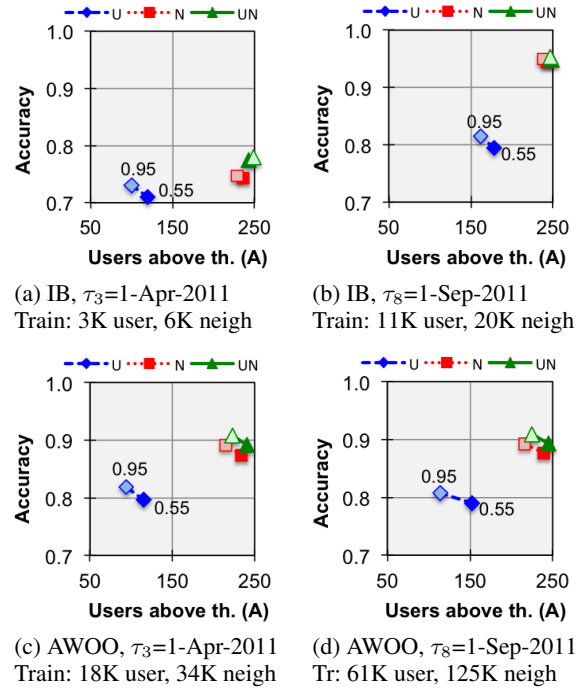 U N UN
1.0
0.9
0.8
0.7
Accuracy
0.95
0.55
50 150 250
Users above th. (A)
(a) IB, τ3=1-Apr-2011
Train: 3K user, 6K neigh
U N UN
1.0
0.9
0.8
0.7
Accuracy
0.95
0.55
50 150 250
Users above th. (A)
(b) IB, τ8=1-Sep-2011
Train: 11K user, 20K neigh
U N UN
1.0
0.9
0.8
0.7
Accuracy
0.95
0.55
50 150 250
Users above th. (A)
(c) AWOO, τ3=1-Apr-2011
Train: 18K user, 34K neigh
U N UN
1.0
0.9
0.8
0.7
Accuracy
0.95
0.55
50 150 250
Users above th. (A)
(d) AWOO, τ8=1-Sep-2011
Tr: 61K user, 125K neigh